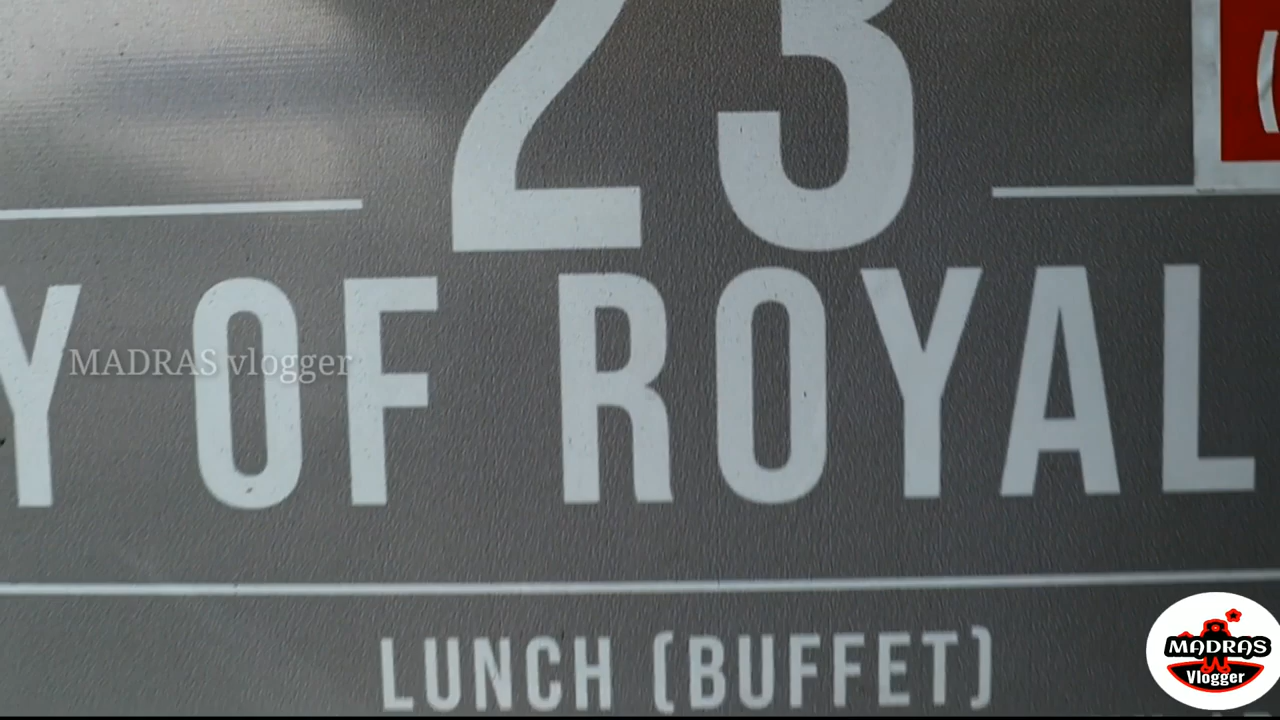 23
Y OF ROYAL
MADRAS vlogger
LUNCH (BUFFET)
MADRAS
Vlogger